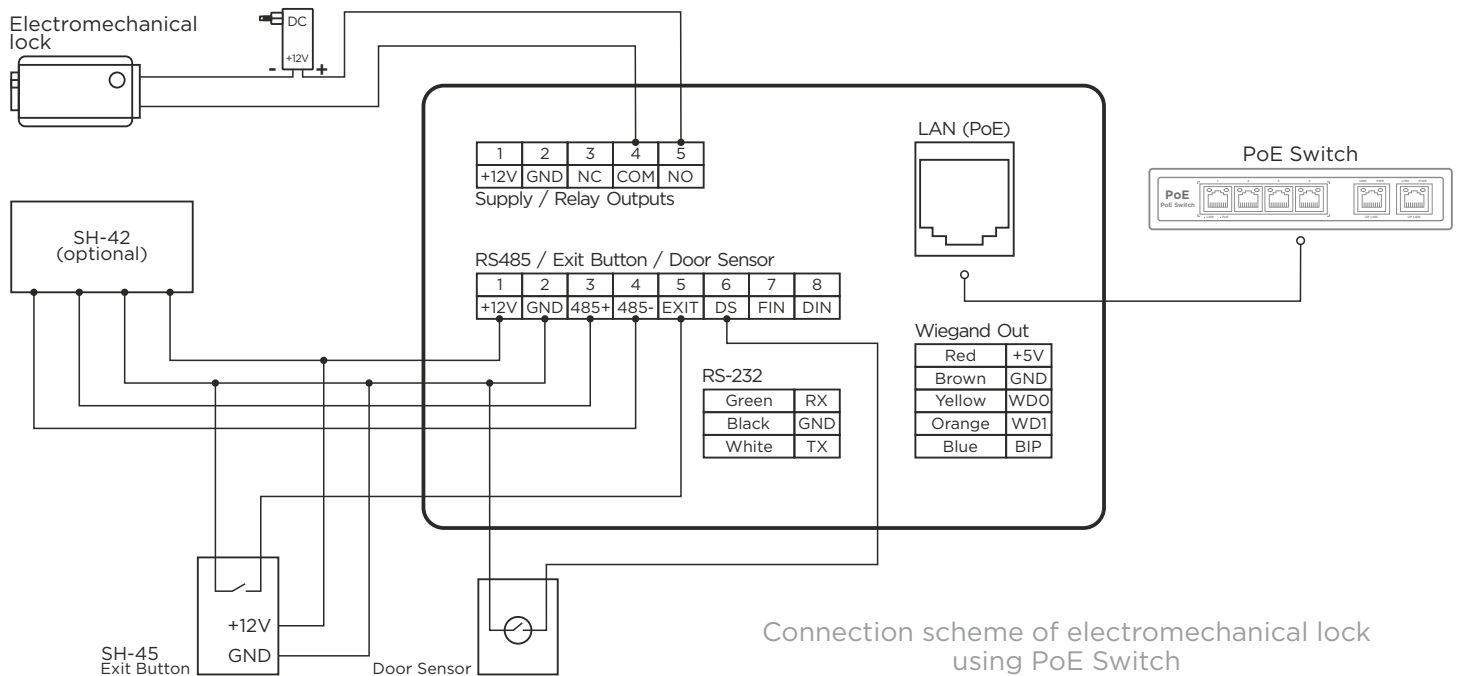 Electromechanical
lock
DC
+12V
- +
1 2 3 4 5
+12V GND NC COM NO
Supply / Relay Outputs
LAN (PoE)
PoE Switch
PoE
PoE Switch
1 2 3 4
SH-42
(optional)
RS485 / Exit Button / Door Sensor
1 2 3 4 5 6 7 8
+12V GND 485+ 485- EXIT DS FIN DIN
RS-232
Green RX
Black GND
White TX
Wiegand Out
Red +5V
Brown GND
Yellow WD0
Orange WD1
Blue BIP
+12V
GND
SH-45
Exit Button
Door Sensor
Connection scheme of electromechanical lock
using PoE Switch